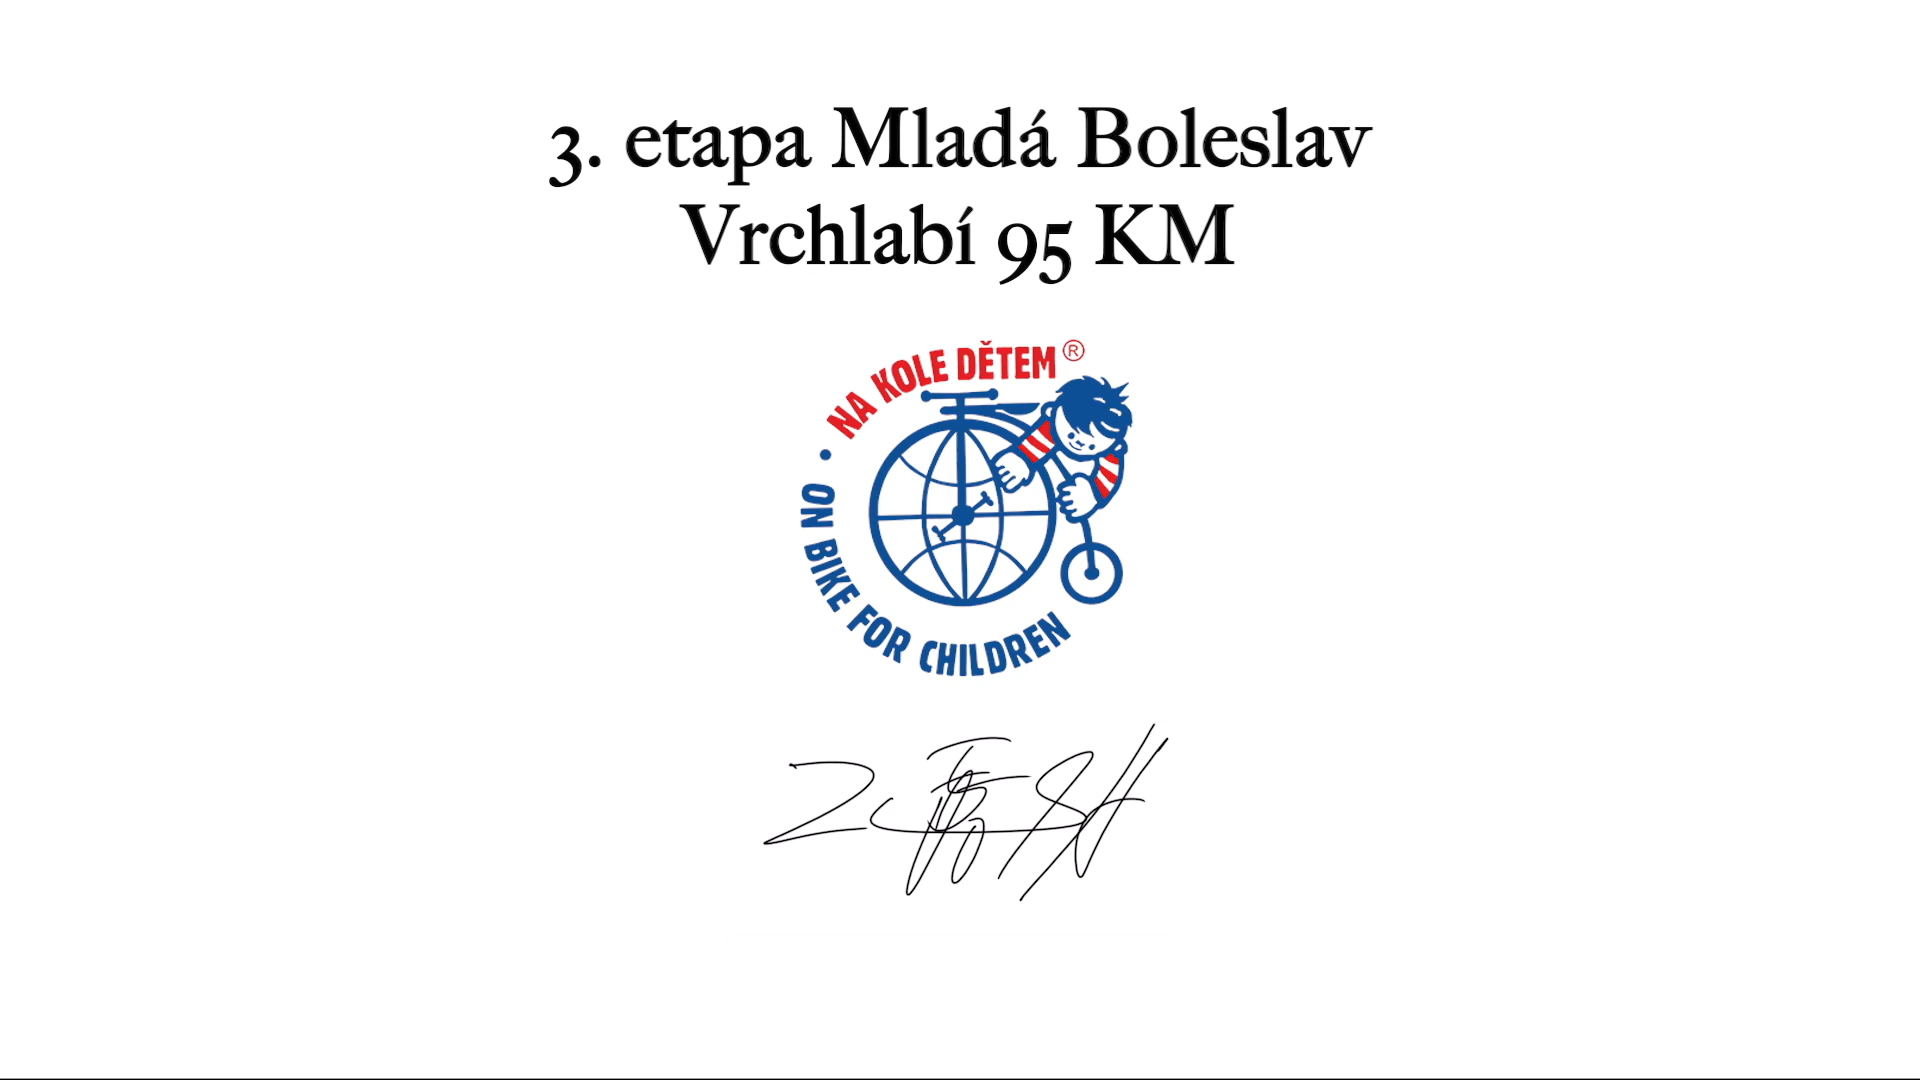 3. etapa Mladá Boleslav
Vrchlabí 95 KM
NA KOLE DĚTEM ®
• ON BIKE FOR CHILDREN